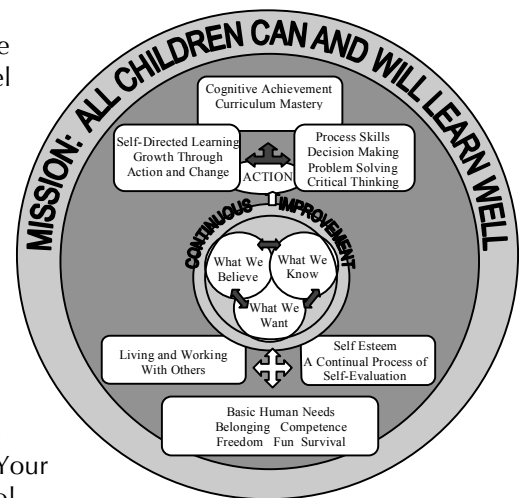 MISSION: ALL CHILDREN CAN AND WILL LEARN WELL
Cognitive Achievement
Curriculum Mastery
Self-Directed Learning
Growth Through
Action and Change
ACTION
Process Skills
Decision Making
Problem Solving
Critical Thinking
CONTINUOUS IMPROVEMENT
What We
Believe
What We
Know
What We
Want
Living and Working
With Others
Self Esteem
A Continual Process of
Self-Evaluation
Basic Human Needs
Belonging Competence
Freedom Fun Survival
Your